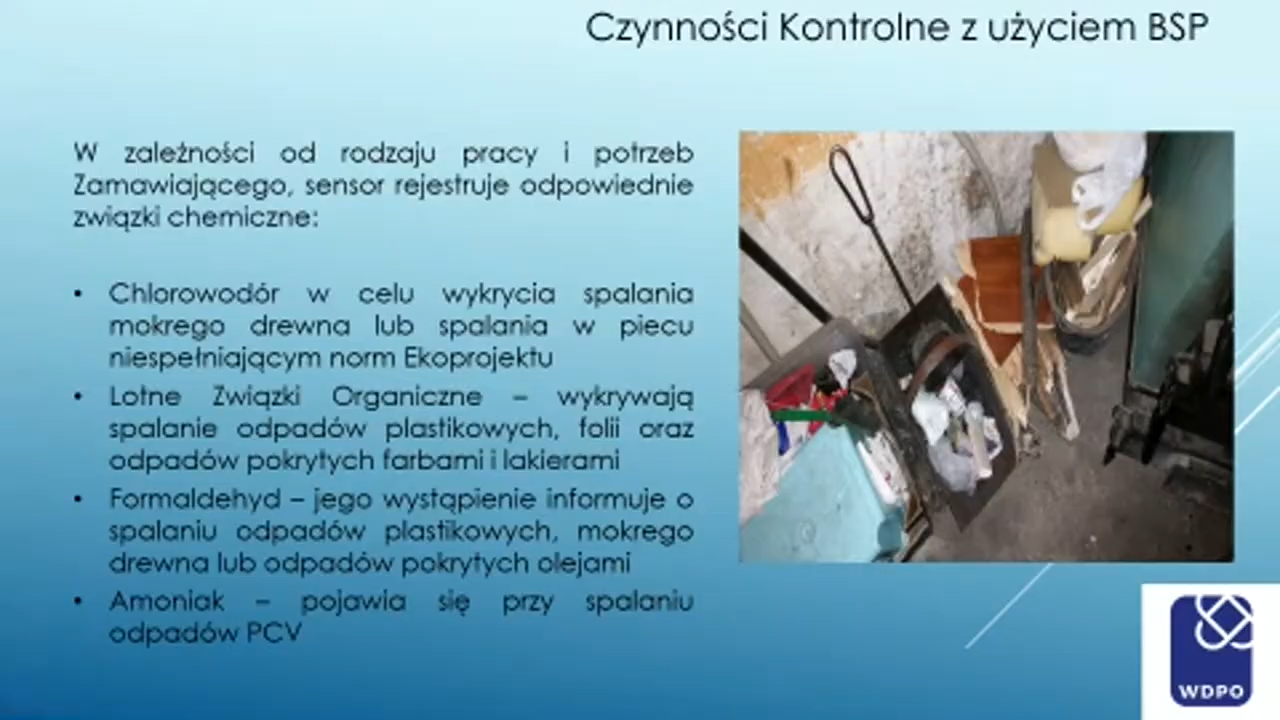 Czynności Kontrolne z użyciem BSP
W zależności od rodzaju pracy i potrzeb
Zamawiającego, sensor rejestruje odpowiednie
związki chemiczne:
• Chlorowodór w celu wykrycia spalania
mokrego drewna lub spalania w piecu
niespełniającym norm Ekoprojektu
• Lotne Związki Organiczne – wykrywają
spalanie odpadów plastikowych, folii oraz
odpadów pokrytych farbami i lakierami
• Formaldehyd – jego wystąpienie informuje o
spalaniu odpadów plastikowych, mokrego
drewna lub odpadów pokrytych olejami
• Amoniak – pojawia się przy spalaniu
odpadów PCV
WDPO